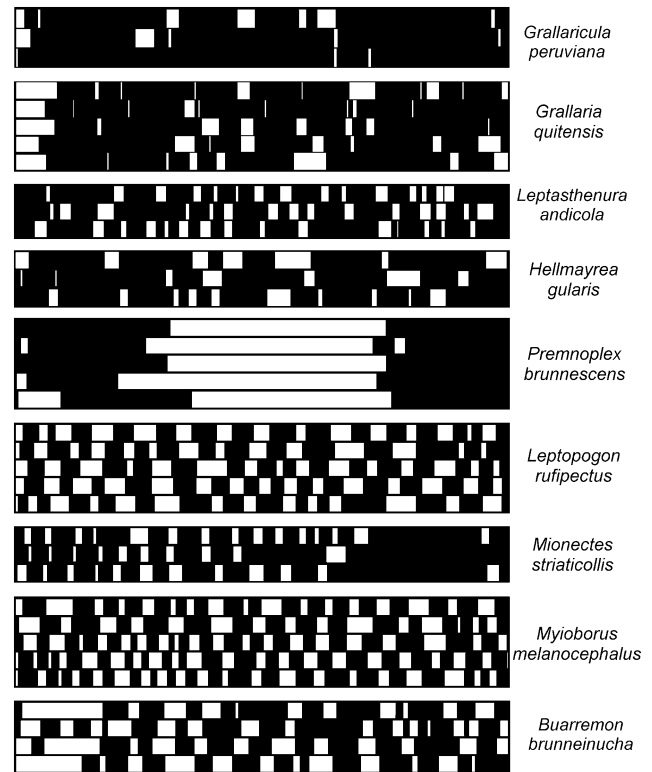 Grallaricula
peruviana
Grallaria
quitensis
Leptasthenura
andicola
Hellmayrea
gularis
Premnoplex
brunnescens
Leptopogon
rufipectus
Mionectes
striaticollis
Myioborus
melanocephalus
Buarremon
brunneinucha